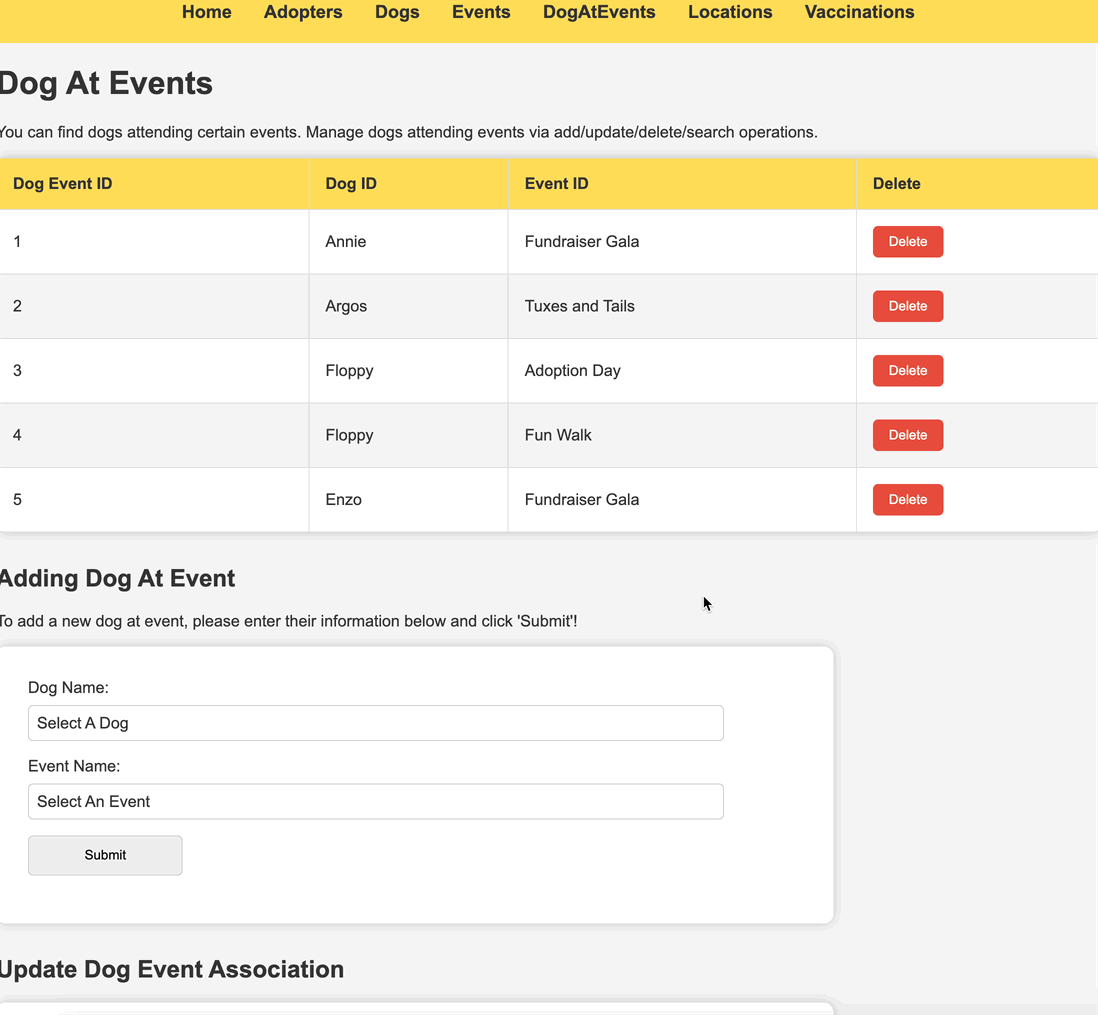 Home Adopters Dogs Events DogAtEvents Locations Vaccinations
Dog At Events
You can find dogs attending certain events. Manage dogs attending events via add/update/delete/search operations.
Dog Event ID Dog ID Event ID Delete
1 Annie Fundraiser Gala Delete
2 Argos Tuxes and Tails Delete
3 Floppy Adoption Day Delete
4 Floppy Fun Walk Delete
5 Enzo Fundraiser Gala Delete
Adding Dog At Event
To add a new dog at event, please enter their information below and click 'Submit'!
Dog Name:
Select A Dog
Event Name:
Select An Event
Submit
Update Dog Event Association